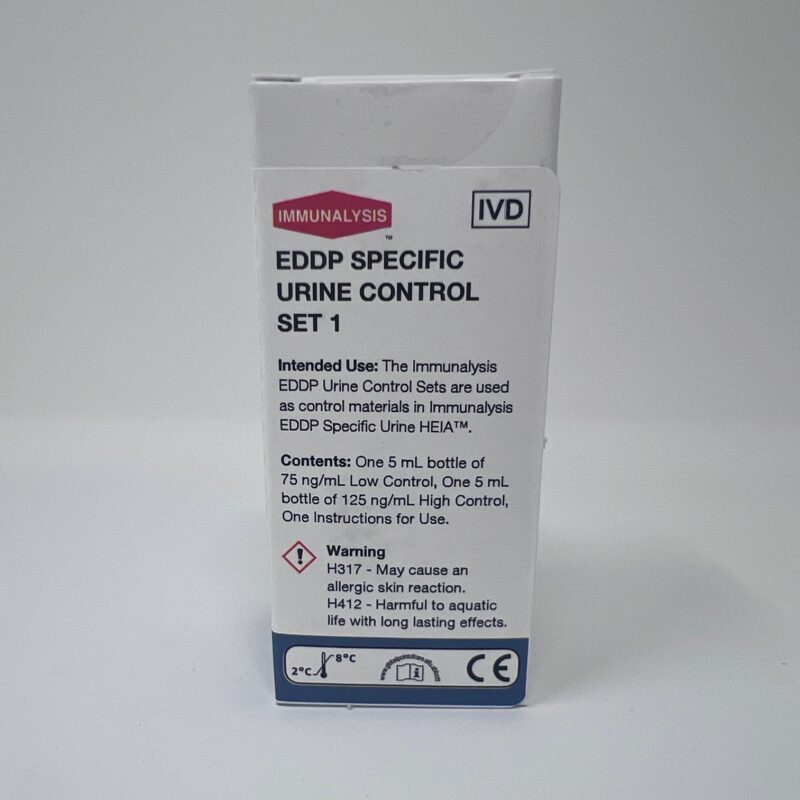 IMMUNALYSIS
™
IVD
EDDP SPECIFIC
URINE CONTROL
SET 1
Intended Use: The Immunalysis
EDDP Urine Control Sets are used
as control materials in Immunalysis
EDDP Specific Urine HEIA™.
Contents: One 5 mL bottle of
75 ng/mL Low Control, One 5 mL
bottle of 125 ng/mL High Control,
One Instructions for Use.
!
Warning
H317 - May cause an
allergic skin reaction.
H412 - Harmful to aquatic
life with long lasting effects.
2°C
8°C
i
CE